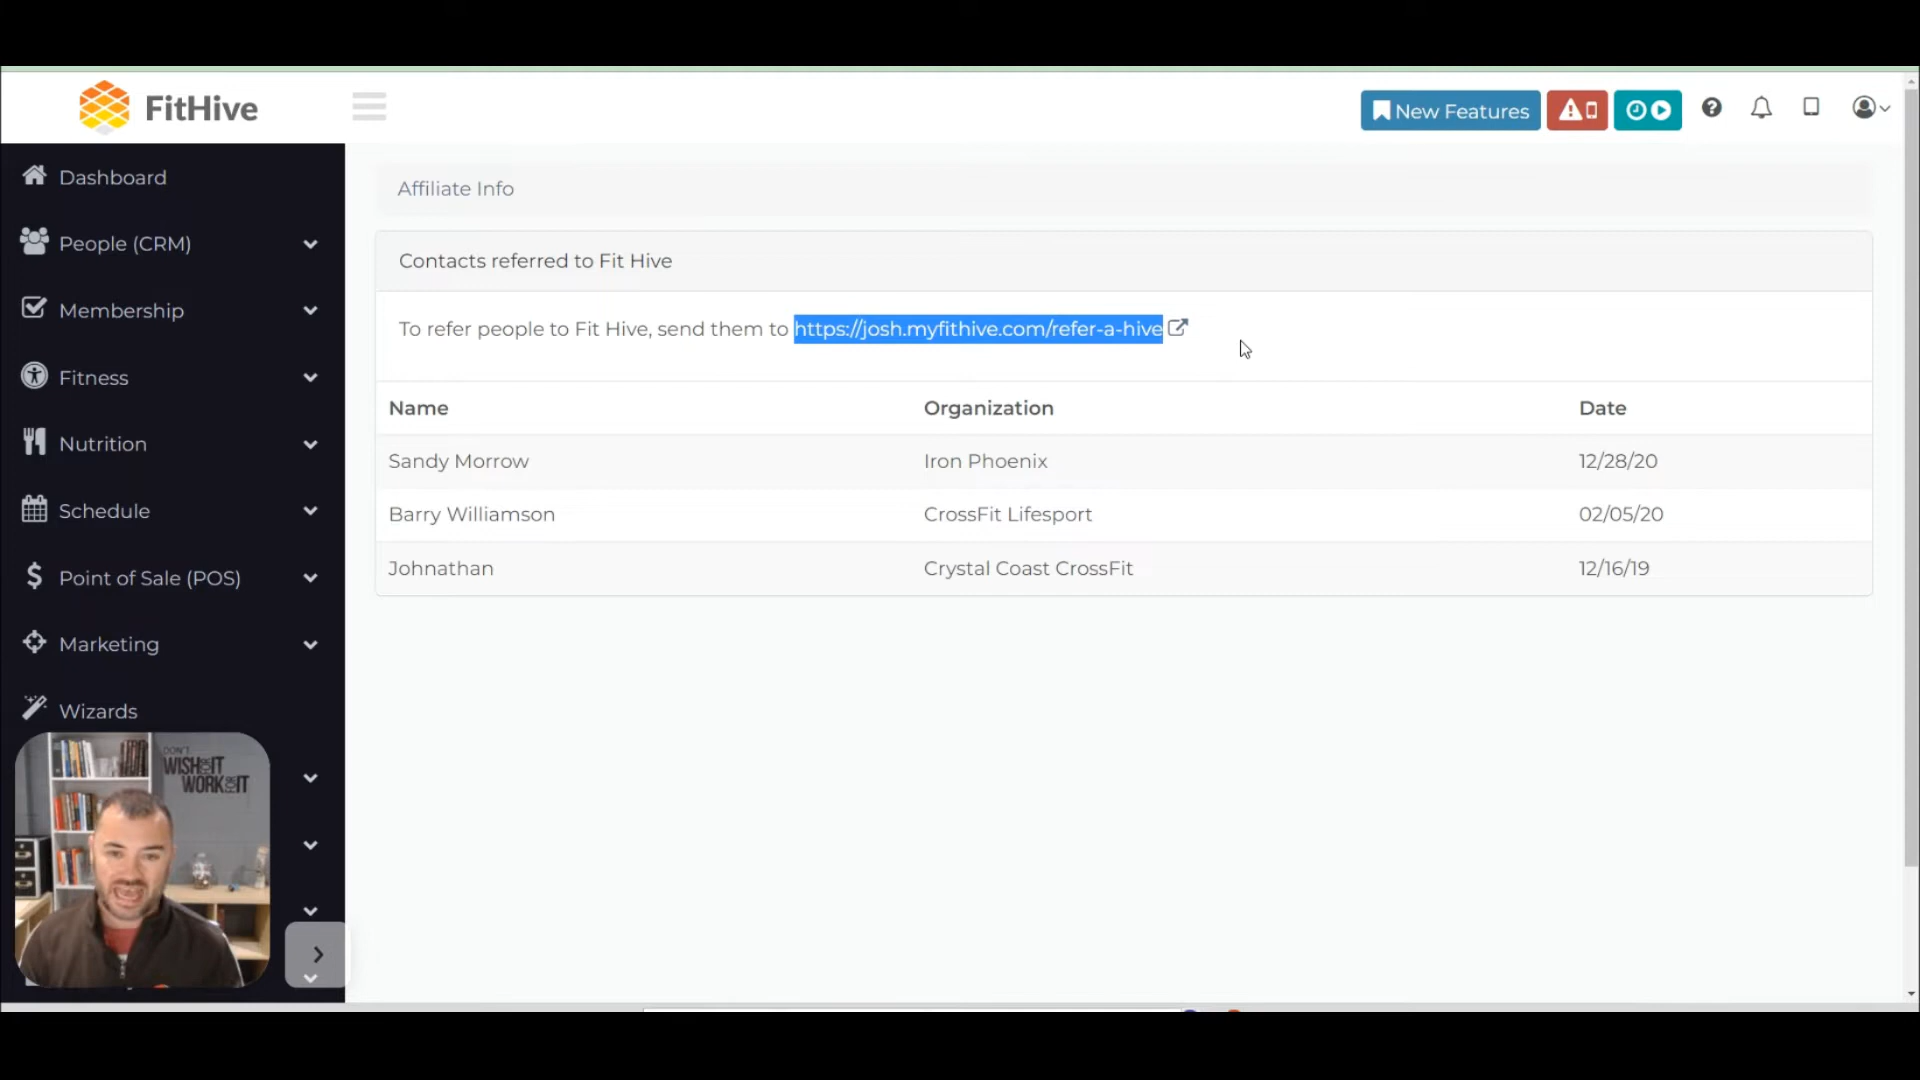 FitHive
New Features
Dashboard
People (CRM)
Membership
Fitness
Nutrition
Schedule
Point of Sale (POS)
Marketing
Wizards
Affiliate Info
Contacts referred to Fit Hive
To refer people to Fit Hive, send them to https://josh.myfithive.com/refer-a-hive
Name Organization Date
Sandy Morrow Iron Phoenix 12/28/20
Barry Williamson CrossFit Lifesport 02/05/20
Johnathan Crystal Coast CrossFit 12/16/19
DON'T
WISH FOR IT
WORK FOR IT